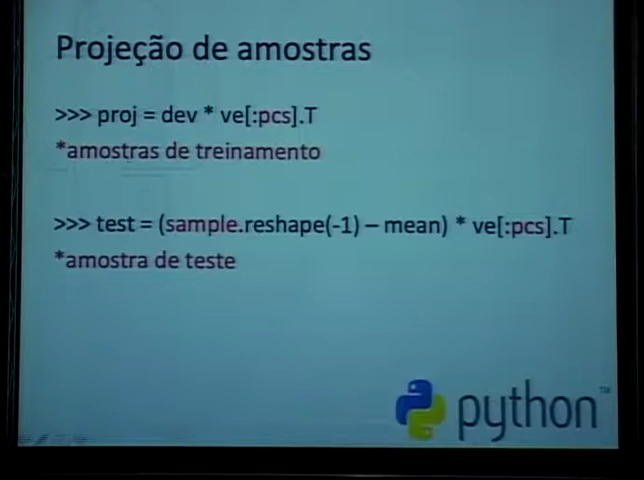 Projeção de amostras
>>> proj = dev * ve[:pcs].T
*amostras de treinamento
>>> test = (sample.reshape(-1) – mean) * ve[:pcs].T
*amostra de teste
python™